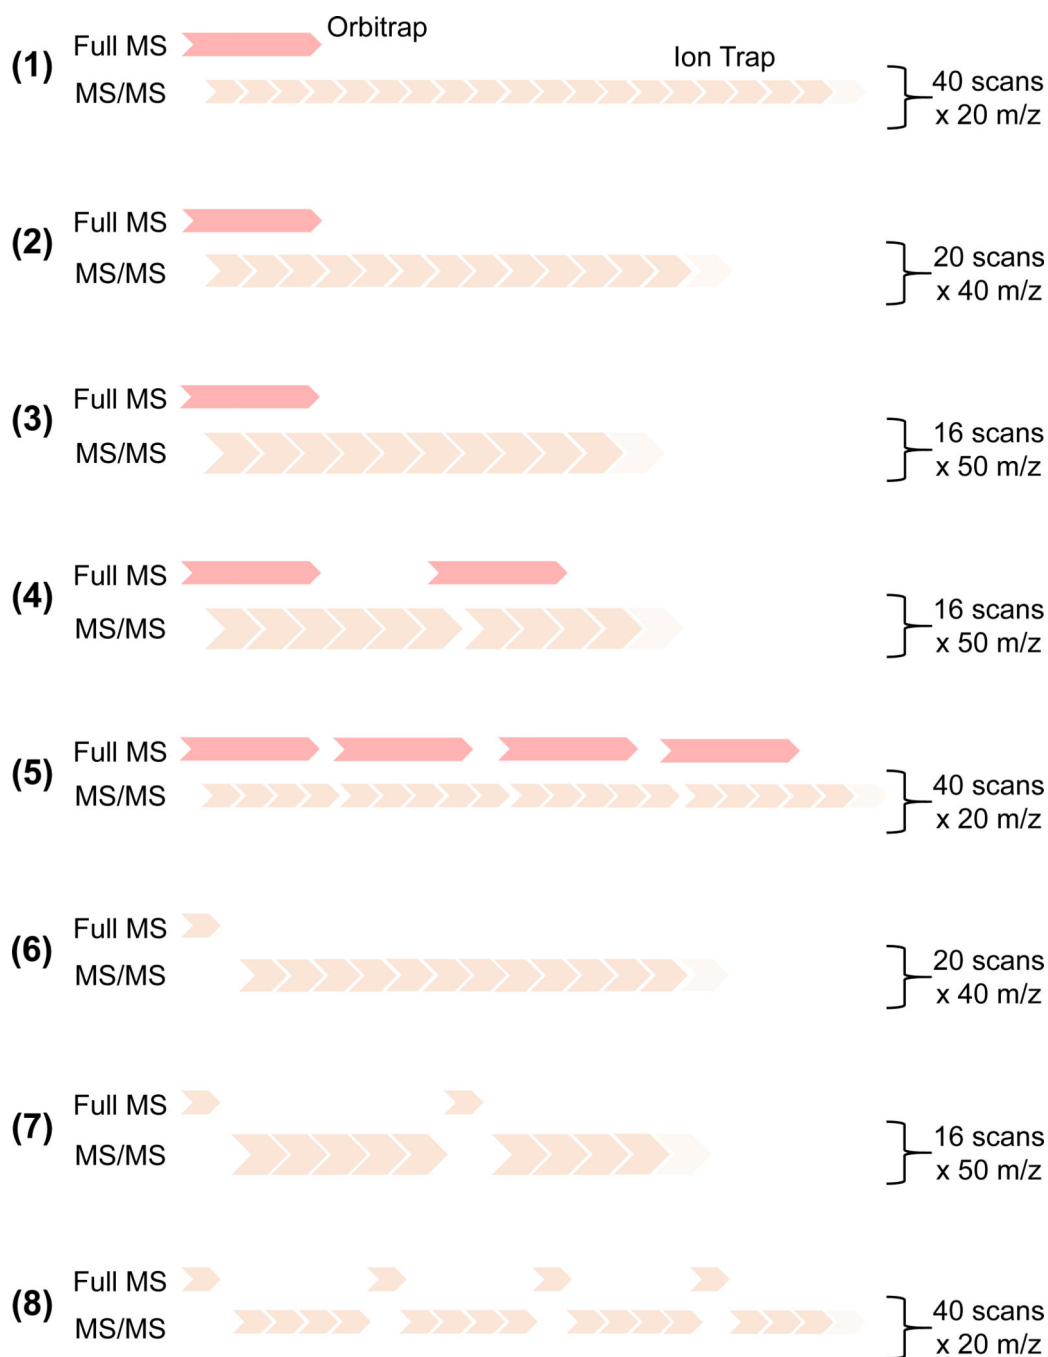 Full MS
Orbitrap
(1)
Ion Trap
MS/MS
40 scans
x 20 m/z
Full MS
(2)
MS/MS
20 scans
x 40 m/z
Full MS
(3)
MS/MS
16 scans
x 50 m/z
Full MS
(4)
MS/MS
16 scans
x 50 m/z
Full MS
(5)
MS/MS
40 scans
x 20 m/z
Full MS
(6)
MS/MS
20 scans
x 40 m/z
Full MS
(7)
MS/MS
16 scans
x 50 m/z
Full MS
(8)
MS/MS
40 scans
x 20 m/z